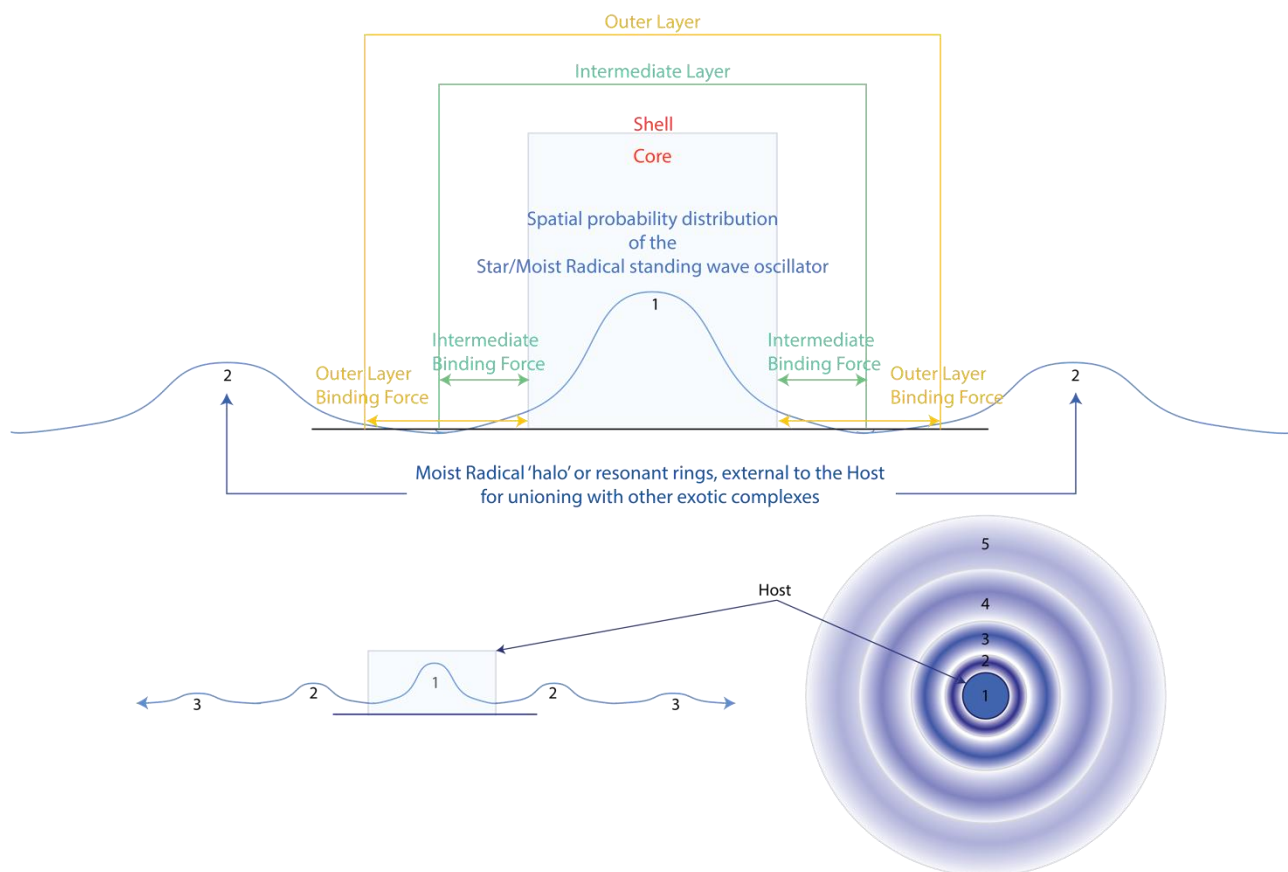 Outer Layer
Intermediate Layer
Shell
Core
Spatial probability distribution
of the
Star/Moist Radical standing wave oscillator
1
Intermediate
Binding Force
Intermediate
Binding Force
2
Outer Layer
Binding Force
Outer Layer
Binding Force
2
Moist Radical ‘halo’ or resonant rings, external to the Host
for unioning with other exotic complexes
Host
3
2
1
2
3
5
4
3
2
1